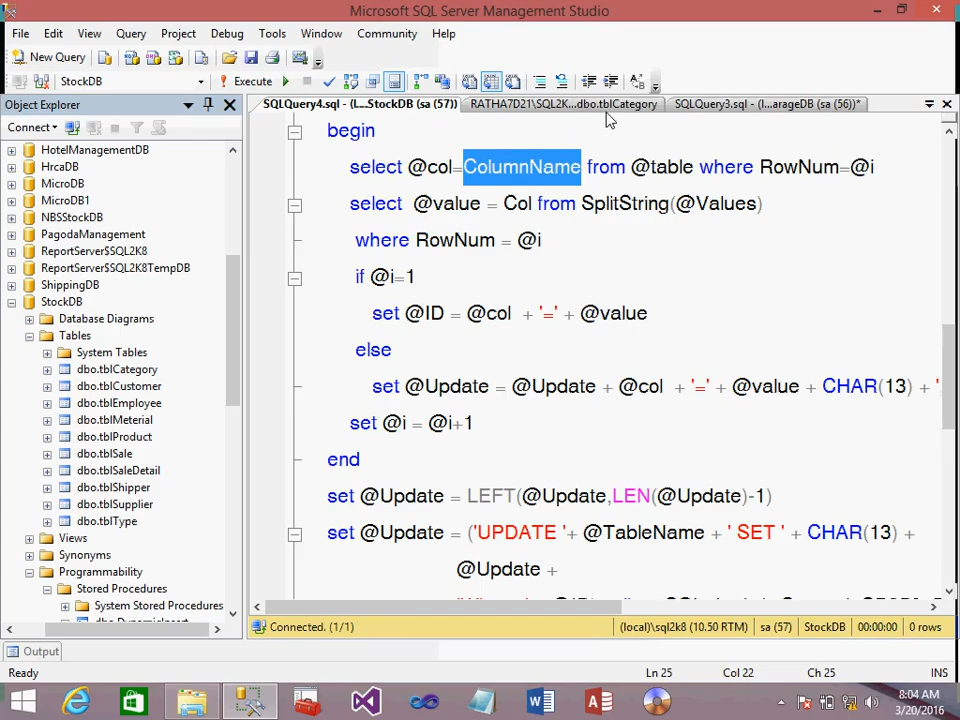 Microsoft SQL Server Management Studio
File Edit View Query Project Debug Tools Window Community Help
New Query
StockDB Execute
Object Explorer
SQLQuery4.sql - (l....StockDB (sa (57)) RATHA7D21\SQL2K...dbo.tblCategory SQLQuery3.sql - (l...arageDB (sa (56))*
Connect
HotelManagementDB
HrcaDB
MicroDB
MicroDB1
NBSStockDB
PagodaManagement
ReportServer$SQL2K8
ReportServer$SQL2K8TempDB
ShippingDB
StockDB
Database Diagrams
Tables
System Tables
dbo.tblCategory
dbo.tblCustomer
dbo.tblEmployee
dbo.tblMeterial
dbo.tblProduct
dbo.tblSale
dbo.tblSaleDetail
dbo.tblShipper
dbo.tblSupplier
dbo.tblType
Views
Synonyms
Programmability
Stored Procedures
System Stored Procedures
begin
select @col=ColumnName from @table where RowNum=@i
select @value = Col from SplitString(@Values)
where RowNum = @i
if @i=1
set @ID = @col + '=' + @value
else
set @Update = @Update + @col + '=' + @value + CHAR(13) + '
set @i = @i+1
end
set @Update = LEFT(@Update,LEN(@Update)-1)
set @Update = ('UPDATE '+ @TableName + ' SET ' + CHAR(13) +
@Update +
Connected. (1/1) (local)\sql2k8 (10.50 RTM) sa (57) StockDB 00:00:00 0 rows
Output
Ready Ln 25 Col 22 Ch 25 INS
8:04 AM
3/20/2016